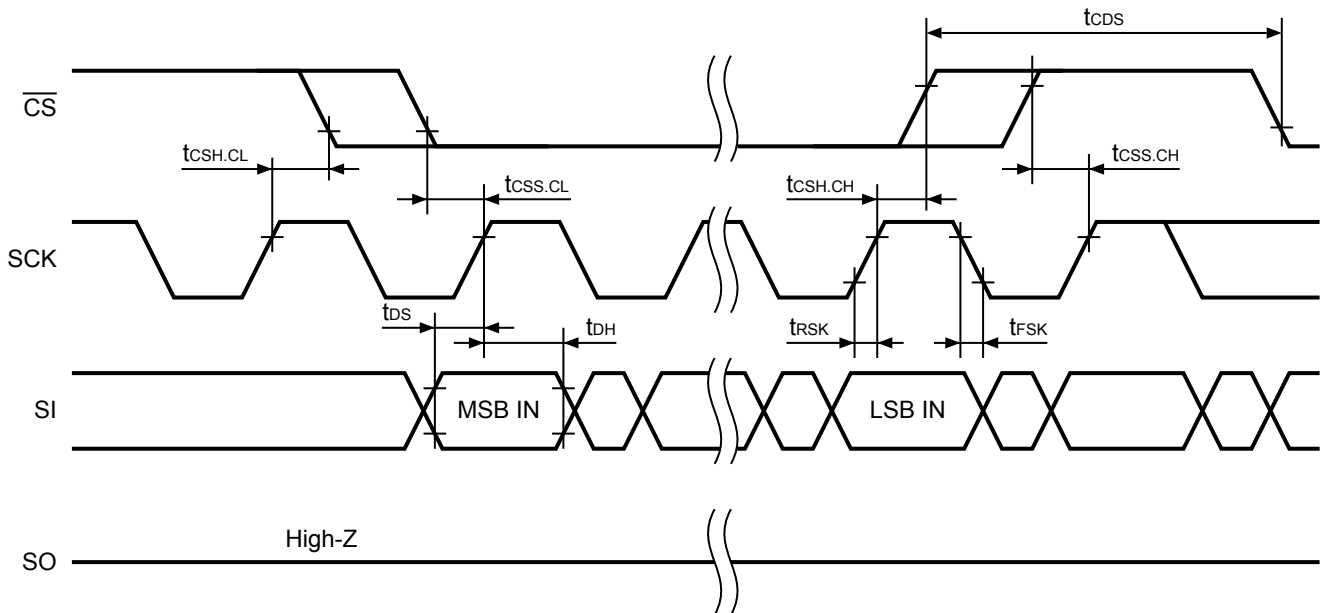 tCDS
CS
tCSH.CL
tCSS.CL
tCSH.CH
tCSS.CH
SCK
tDS
tDH
tRSK
tFSK
SI
MSB IN
LSB IN
High-Z
SO